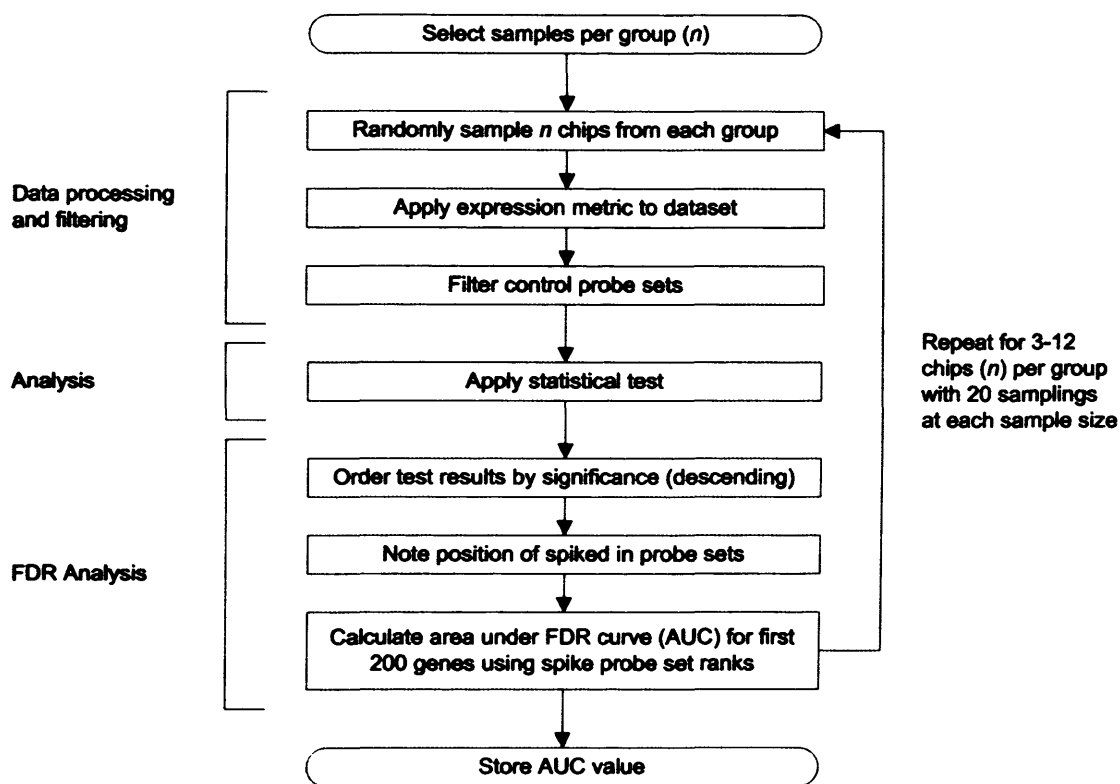 Select samples per group (n)
Randomly sample n chips from each group
Data processing
and filtering
Apply expression metric to dataset
Filter control probe sets
Repeat for 3-12
chips (n) per group
with 20 samplings
at each sample size
Analysis
Apply statistical test
Order test results by significance (descending)
Note position of spiked in probe sets
FDR Analysis
Calculate area under FDR curve (AUC) for first
200 genes using spike probe set ranks
Store AUC value